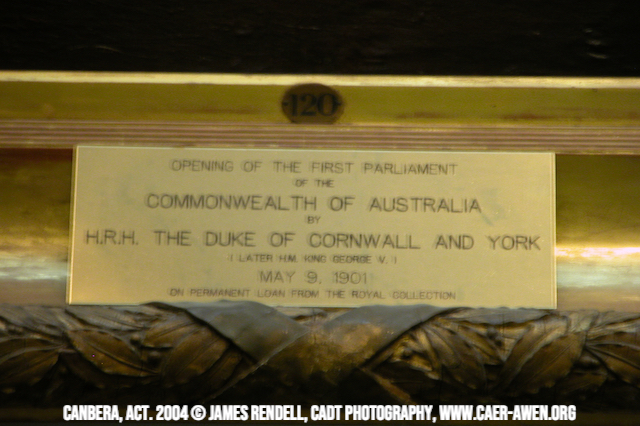 120
OPENING OF THE FIRST PARLIAMENT
OF THE
COMMONWEALTH OF AUSTRALIA
BY
H.R.H. THE DUKE OF CORNWALL AND YORK
( LATER H.M. KING GEORGE V. )
MAY 9, 1901
(ON PERMANENT LOAN FROM THE ROYAL COLLECTION)
CANBERA, ACT. 2004 © JAMES RENDELL, CADT PHOTOGRAPHY, WWW.CAER-AWEN.ORG